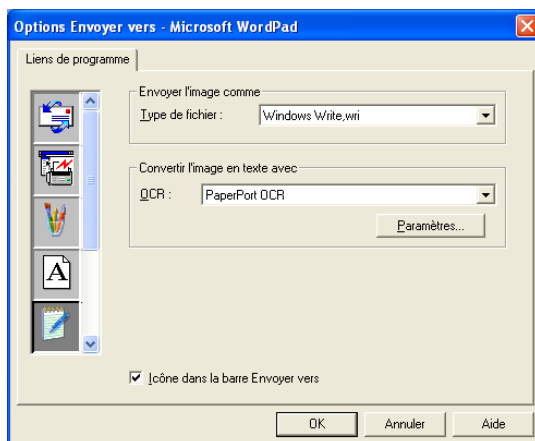 Options Envoyer vers - Microsoft WordPad
Liens de programme
Envoyer l'image comme
Type de fichier :
Windows Write,wri
Convertir l'image en texte avec
OCR :
PaperPort OCR
Paramètres...
A
Icône dans la barre Envoyer vers
OK
Annuler
Aide